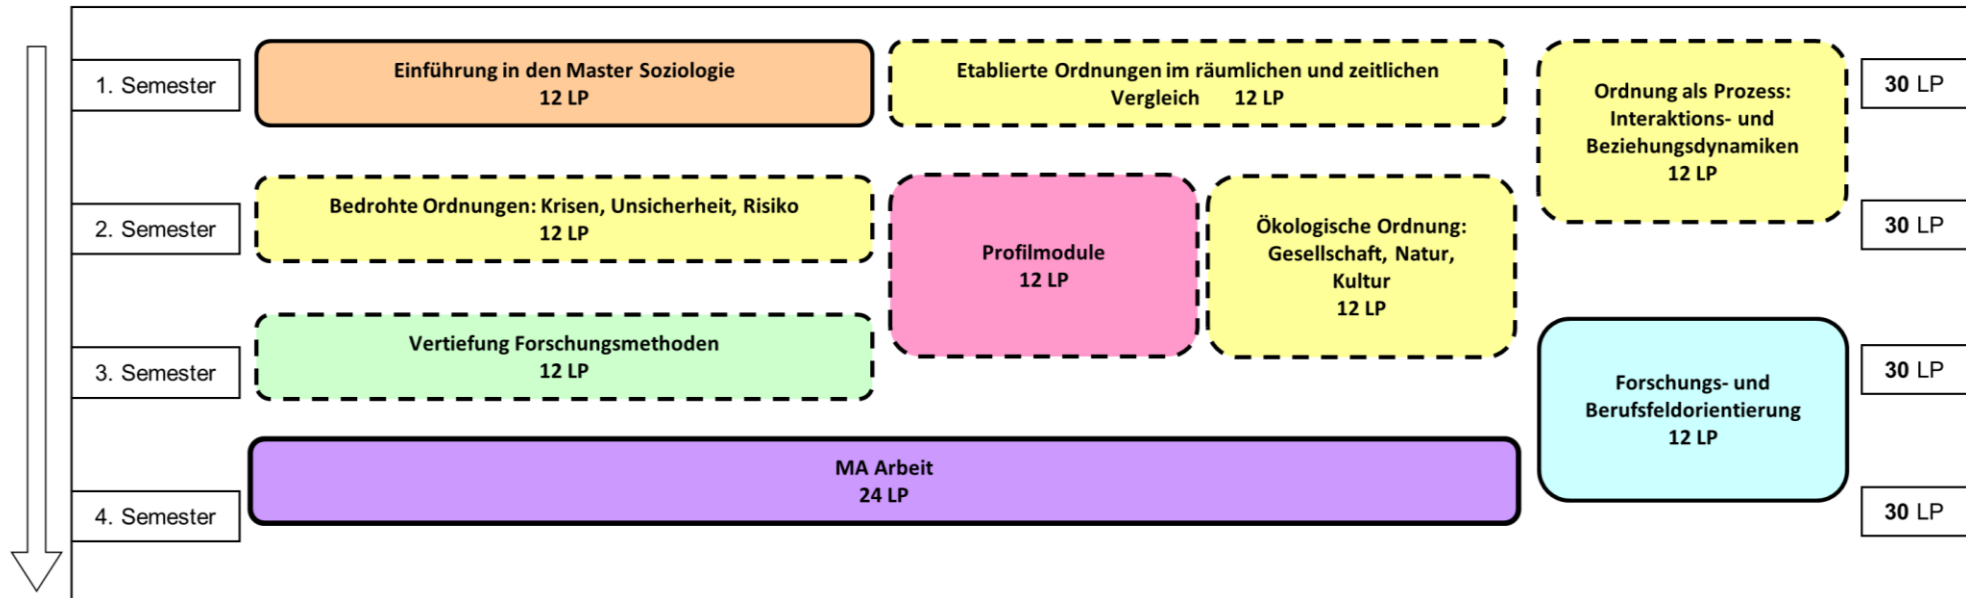 1. Semester
Einführung in den Master Soziologie
12 LP
Etablierte Ordnungen im räumlichen und zeitlichen
Vergleich 12 LP
Ordnung als Prozess:
Interaktions- und
Beziehungsdynamiken
12 LP
30 LP
2. Semester
Bedrohte Ordnungen: Krisen, Unsicherheit, Risiko
12 LP
Profilmodule
12 LP
Ökologische Ordnung:
Gesellschaft, Natur,
Kultur
12 LP
30 LP
3. Semester
Vertiefung Forschungsmethoden
12 LP
Forschungs- und
Berufsfeldorientierung
12 LP
30 LP
4. Semester
MA Arbeit
24 LP
30 LP